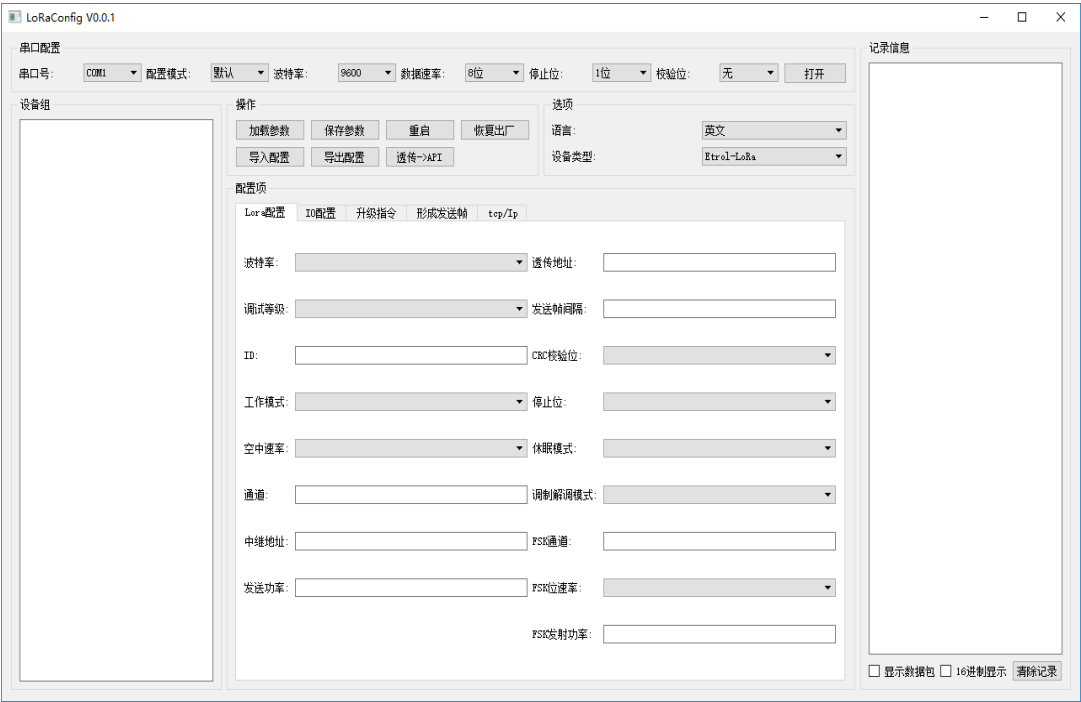 LoRaConfig V0.0.1
串口配置
串口号: COM1 配置模式: 默认 波特率: 9600 数据速率: 8位 停止位: 1位 校验位: 无 打开
设备组
操作
加载参数 保存参数 重启 恢复出厂
导入配置 导出配置 透传->API
选项
语言: 英文
设备类型: Etrol-LoRa
配置项
Lora配置 IO配置 升级指令 形成发送帧 tcp/Ip
波特率: 透传地址:
调试等级: 发送帧间隔:
ID: CRC校验位:
工作模式: 停止位:
空中速率: 休眠模式:
通道: 调制解调模式:
中继地址: FSK通道:
发送功率: FSK位速率:
FSK发射功率:
记录信息
显示数据包 16进制显示 清除记录